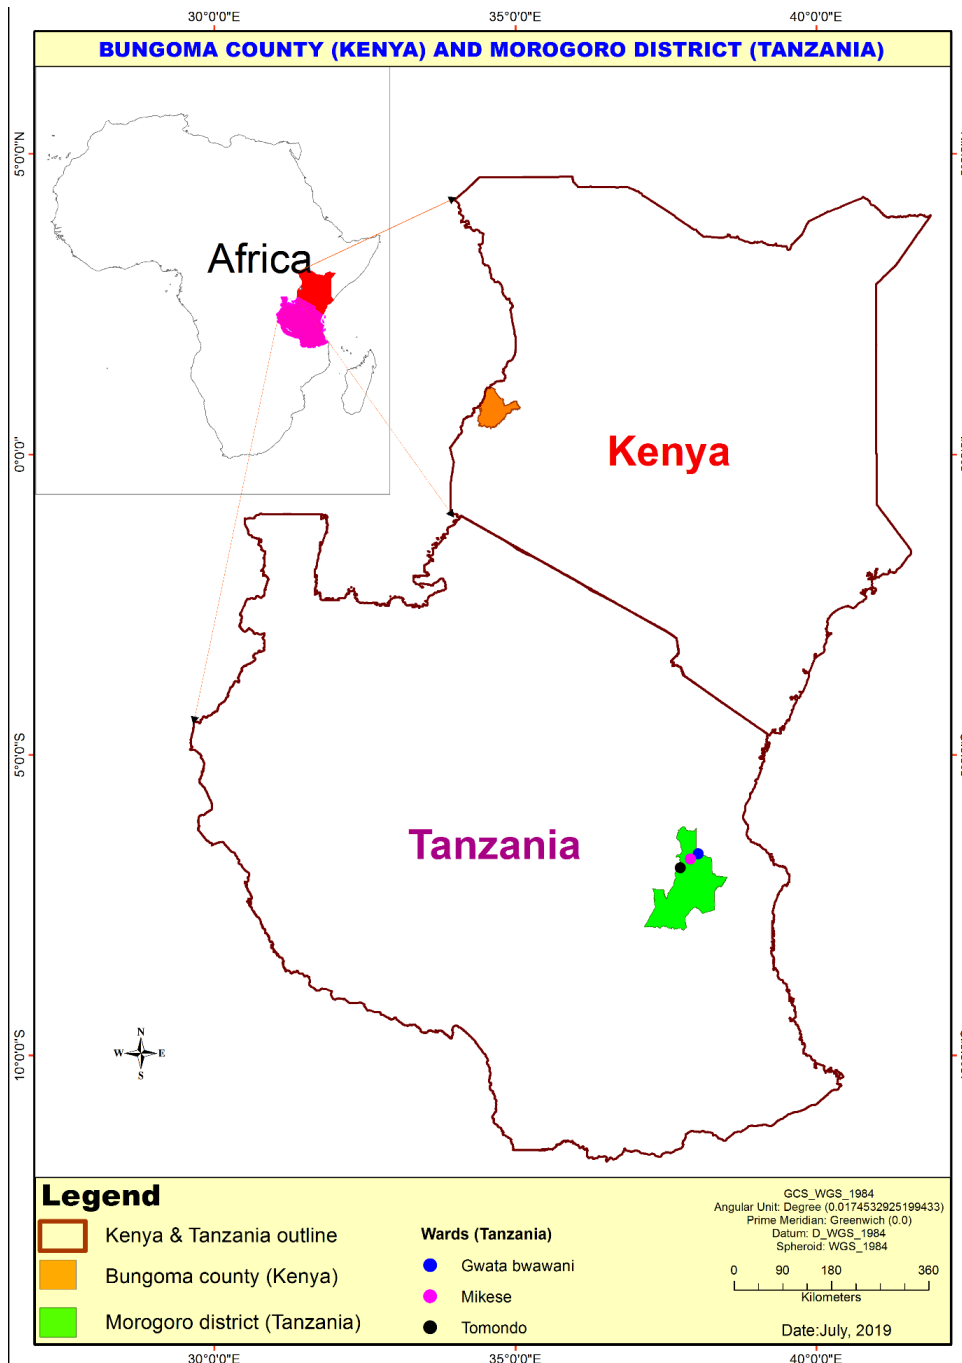 30°0'0"E
35°0'0"E
40°0'0"E
BUNGOMA COUNTY (KENYA) AND MOROGORO DISTRICT (TANZANIA)
5°0'0"N
Africa
0°0'0"
Kenya
5°0'0"S
Tanzania
10°0'0"S
N
W
E
S
Legend
Kenya & Tanzania outline
Bungoma county (Kenya)
Morogoro district (Tanzania)
Wards (Tanzania)
Gwata bwawani
Mikese
Tomondo
GCS_WGS_1984
Angular Unit: Degree (0.0174532925199433)
Prime Meridian: Greenwich (0.0)
Datum: D_WGS_1984
Spheroid: WGS_1984
0 90 180 360
Kilometers
Date:July, 2019
30°0'0"E
35°0'0"E
40°0'0"E